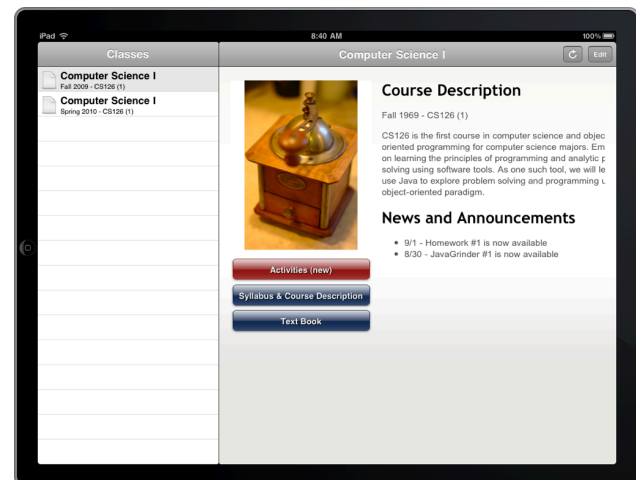 iPad 8:40 AM 100%
Classes
Computer Science I
Edit
Computer Science I
Fall 2009 - CS126 (1)
Computer Science I
Spring 2010 - CS126 (1)
Activities (new)
Syllabus & Course Description
Text Book
Course Description
Fall 1969 - CS126 (1)
CS126 is the first course in computer science and objec
oriented programming for computer science majors. Em
on learning the principles of programming and analytic p
solving using software tools. As one such tool, we will le
use Java to explore problem solving and programming u
object-oriented paradigm.
News and Announcements
• 9/1 - Homework #1 is now available
• 8/30 - JavaGrinder #1 is now available